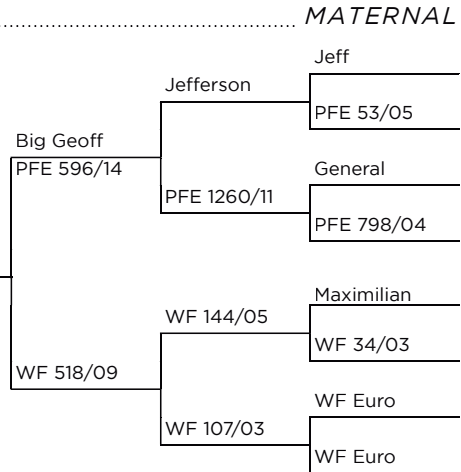 MATERNAL
Jeff
Jefferson
PFE 53/05
Big Geoff
PFE 596/14
General
PFE 1260/11
PFE 798/04
Maximilian
WF 144/05
WF 34/03
WF 518/09
WF Euro
WF 107/03
WF Euro